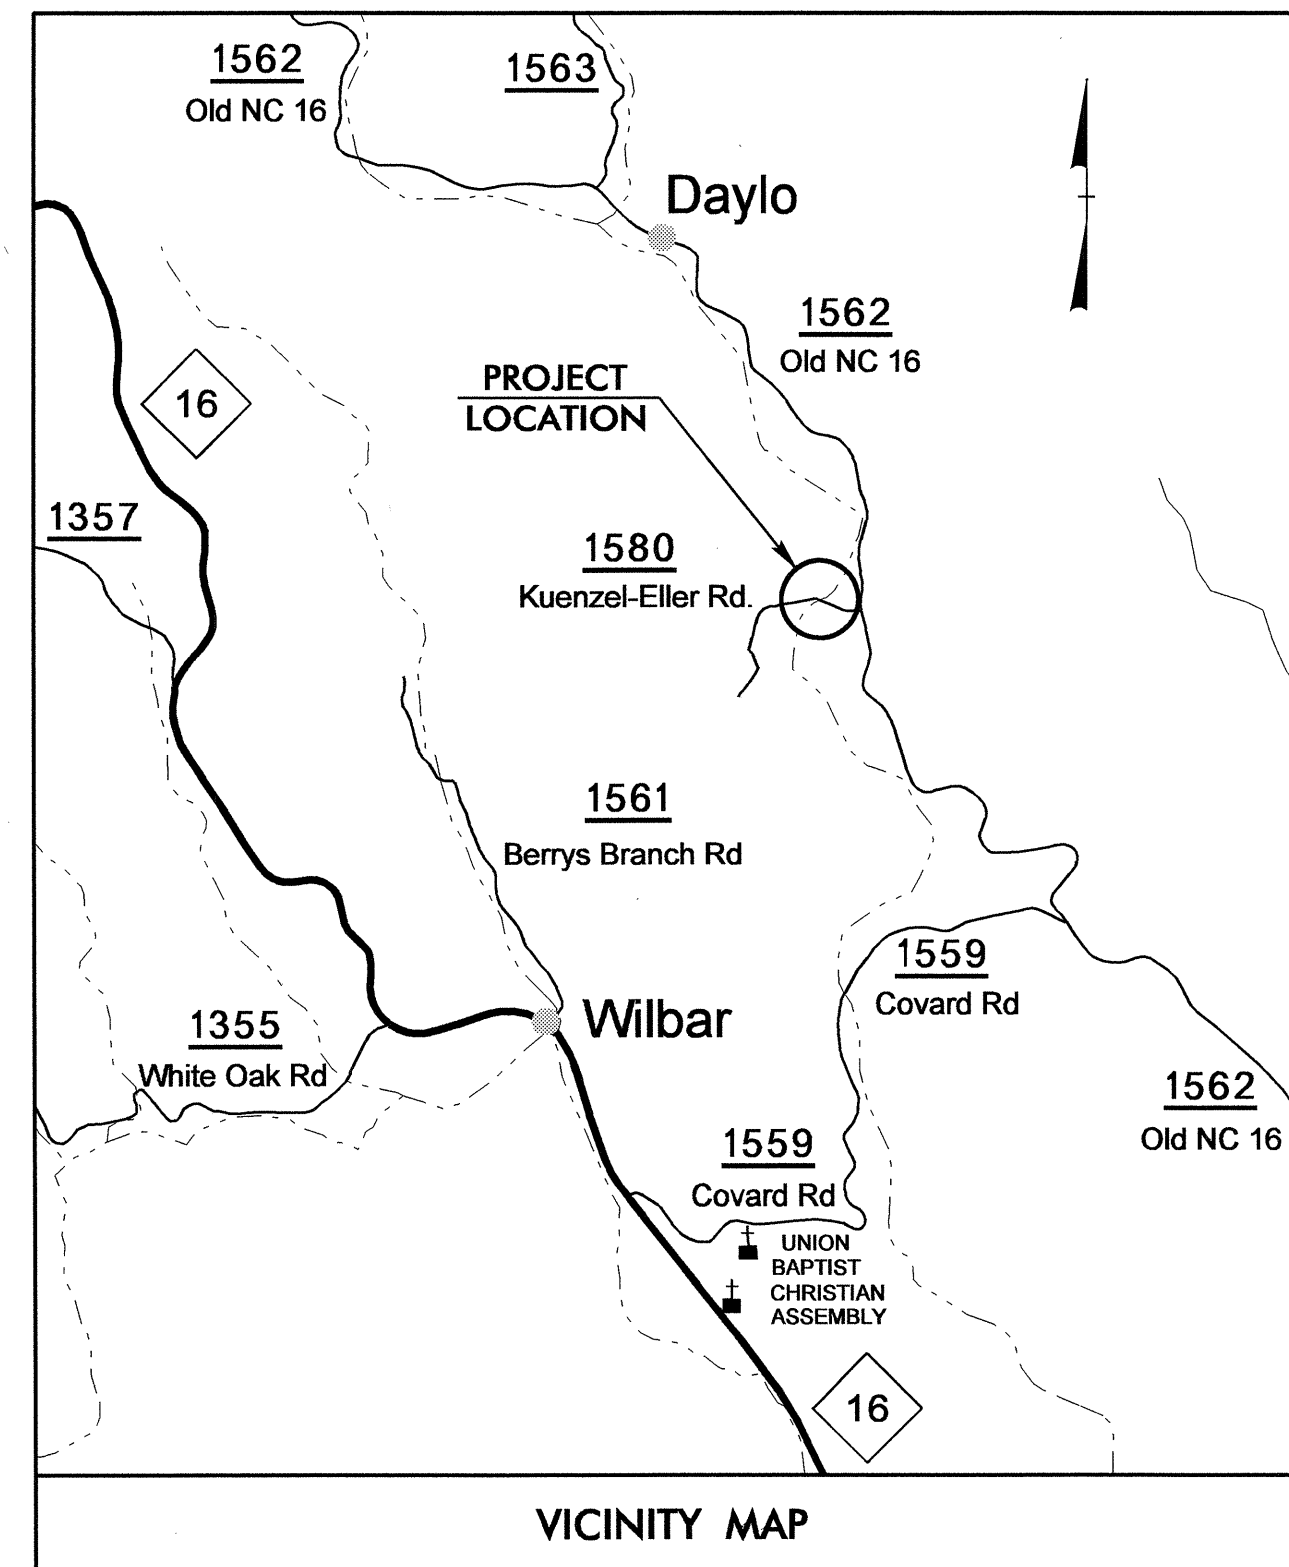 1562
Old NC 16
1563
Daylo
1562
Old NC 16
PROJECT
LOCATION
16
1357
1580
Kuenzel-Eller Rd.
1561
Berrys Branch Rd
1559
Covard Rd
1355
White Oak Rd
Wilbar
1562
Old NC 16
1559
Covard Rd
UNION
BAPTIST
CHRISTIAN
ASSEMBLY
16
VICINITY MAP